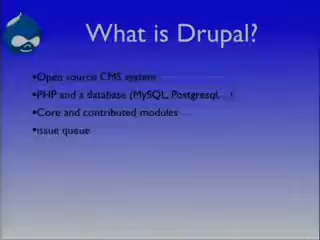 What is Drupal?
•Open source CMS system
•PHP and a database (MySQL, Postgresql,...)
•Core and contributed modules
•issue queue